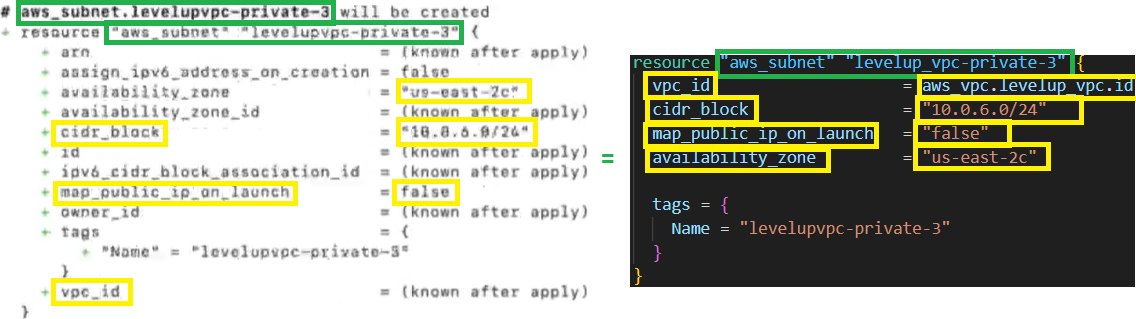 # aws_subnet.levelupvpc-private-3 will be created
+ resource "aws_subnet" "levelupvpc-private-3" {
+ arn = (known after apply)
+ assign_ipv6_address_on_creation = false
+ availability_zone = "us-east-2c"
+ availability_zone_id = (known after apply)
+ cidr_block = "10.0.6.0/24"
+ id = (known after apply)
+ ipv6_cidr_block_association_id = (known after apply)
+ map_public_ip_on_launch = false
+ owner_id = (known after apply)
+ tags = {
+ "Name" = "levelupvpc-private-3"
}
+ vpc_id = (known after apply)
}
=
resource "aws_subnet" "levelup_vpc-private-3" {
vpc_id = aws_vpc.levelup_vpc.id
cidr_block = "10.0.6.0/24"
map_public_ip_on_launch = "false"
availability_zone = "us-east-2c"
tags = {
Name = "levelupvpc-private-3"
}
}